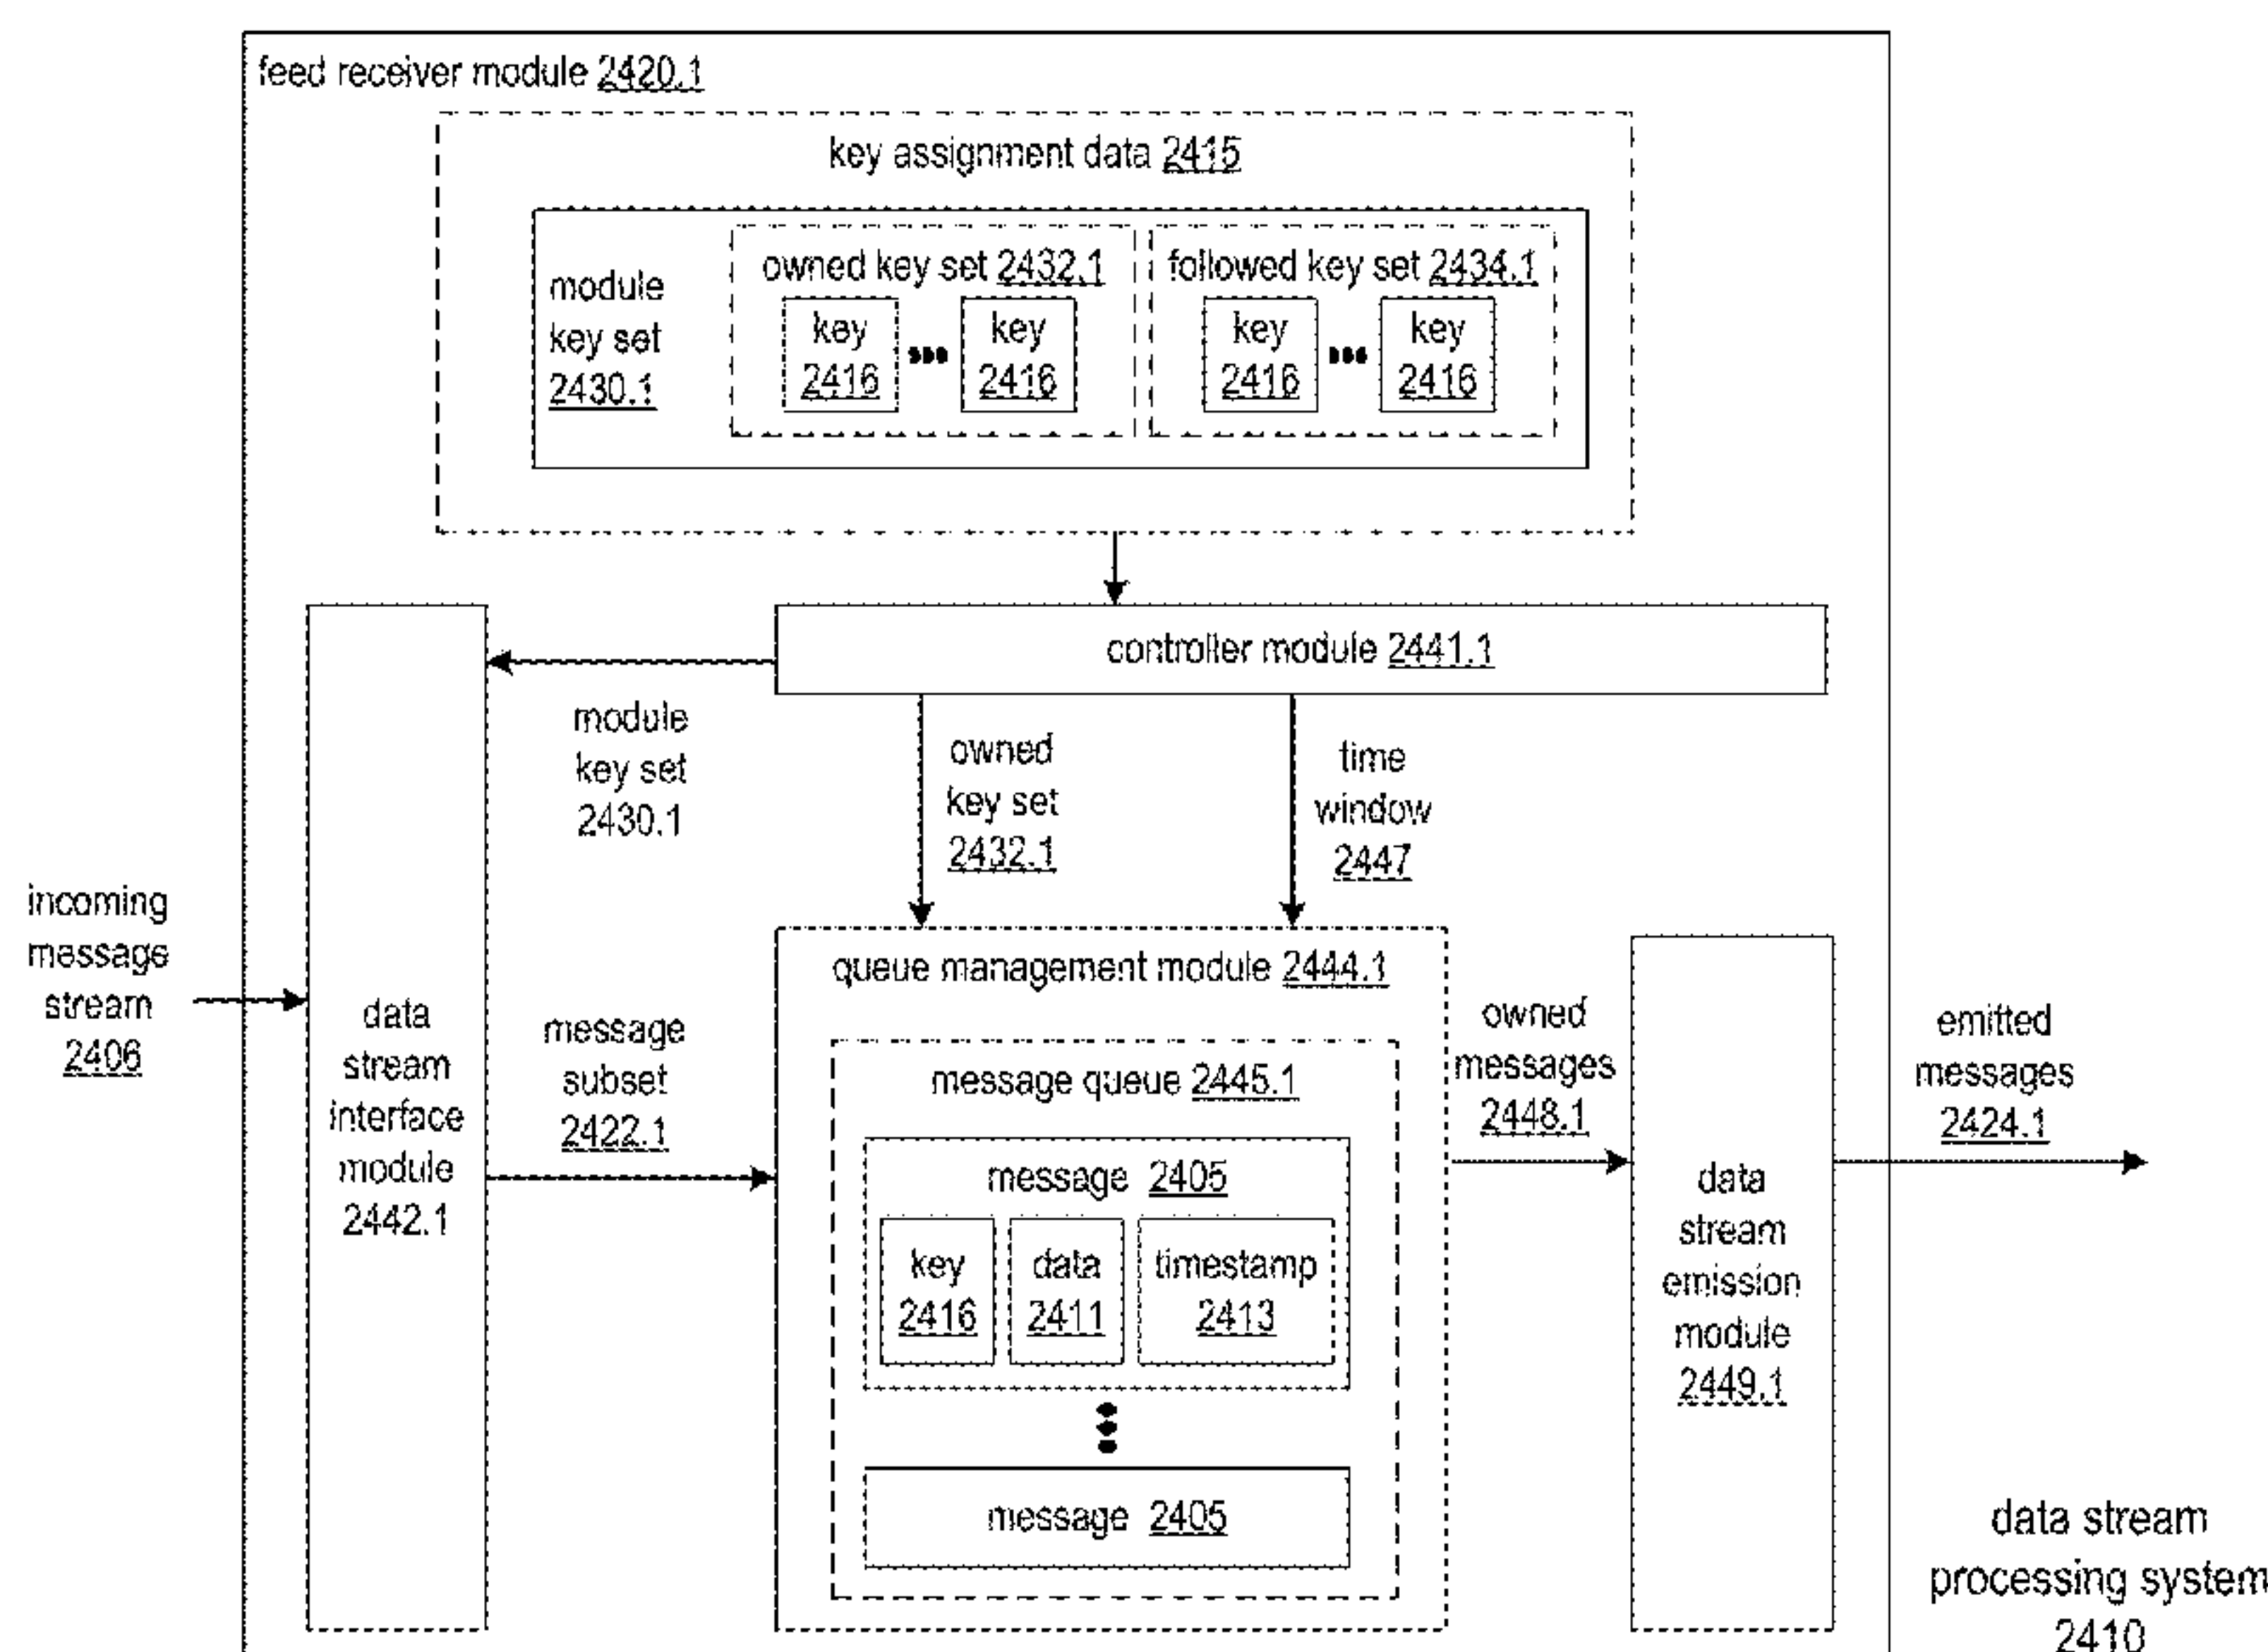 feed receiver module 2420.1
key assignment data 2415
module
key set
2430.1
owned key set 2432.1
key
2416
key
2416
followed key set 2434.1
key
2416
key
2416
controller module 2441.1
module
key set
2430.1
owned
key set
2432.1
time
window
2447
incoming
message
stream
2406
data
stream
interface
module
2442.1
message
subset
2422.1
queue management module 2444.1
message queue 2445.1
message 2405
key
2416
data
2411
timestamp
2413
message 2405
owned
messages
2448.1
data
stream
emission
module
2449.1
emitted
messages
2424.1
data stream
processing system
2410